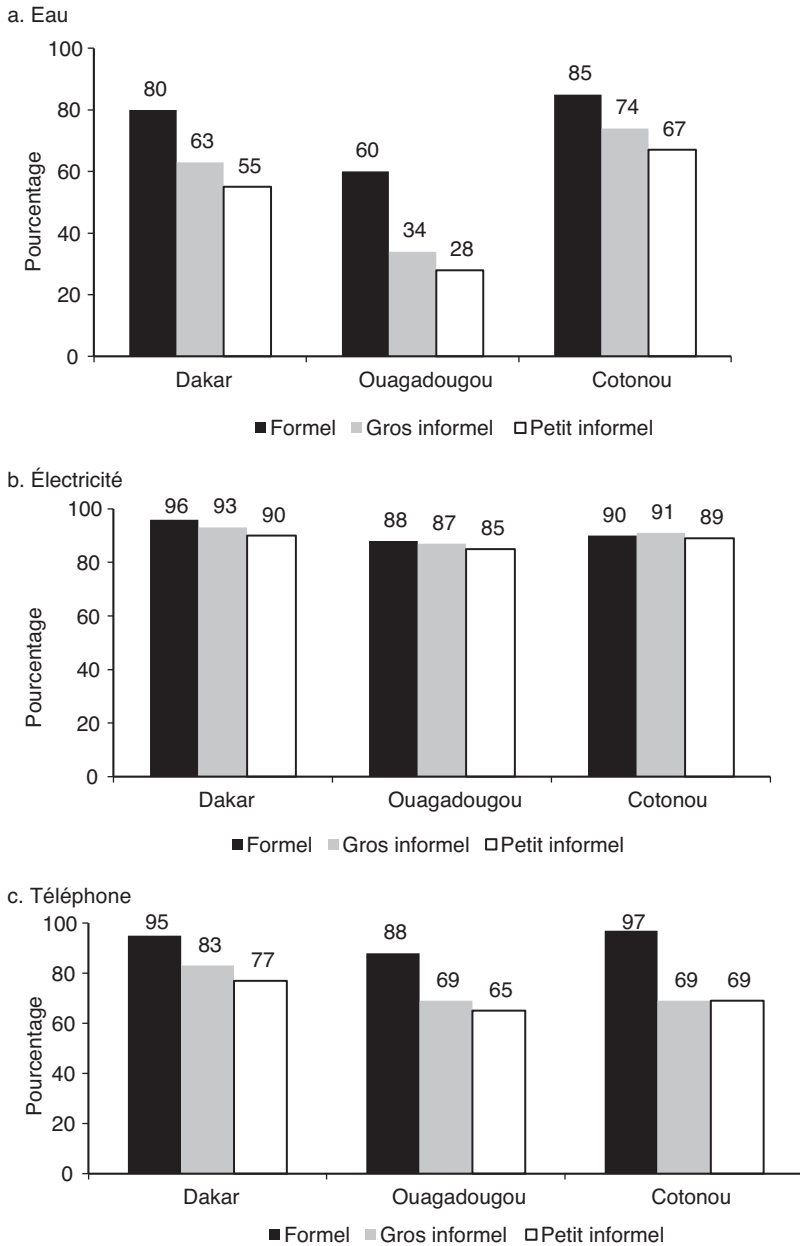 a. Eau
Pourcentage
100
80
60
40
20
0
80 63 55 60 34 28 85 74 67
Dakar Ouagadougou Cotonou
Formel Gros informel Petit informel
b. Électricité
Pourcentage
100
80
60
40
20
0
96 93 90 88 87 85 90 91 89
Dakar Ouagadougou Cotonou
Formel Gros informel Petit informel
c. Téléphone
Pourcentage
100
80
60
40
20
0
95 83 77 88 69 65 97 69 69
Dakar Ouagadougou Cotonou
Formel Gros informel Petit informel